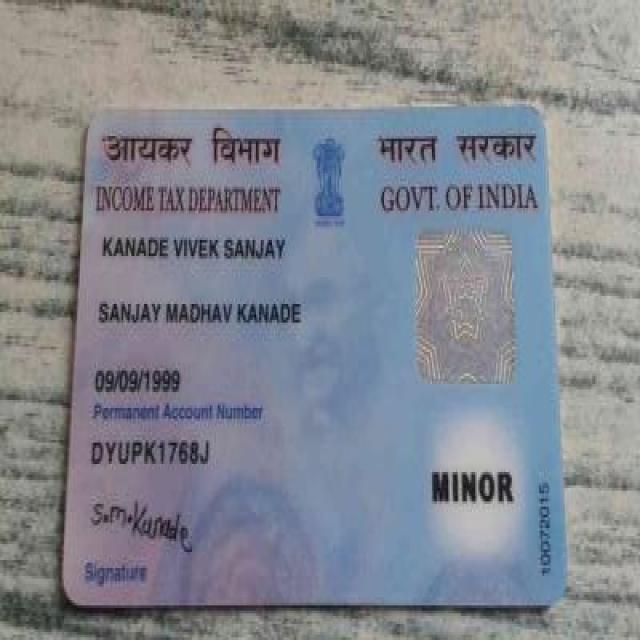 आयकर विभाग
भारत सरकार
INCOME TAX DEPARTMENT
GOVT. OF INDIA
KANADE VIVEK SANJAY
SANJAY MADHAV KANADE
09/09/1999
Permanent Account Number
DYUPK1768J
MINOR
S.M.Kanade
Signature
10072015